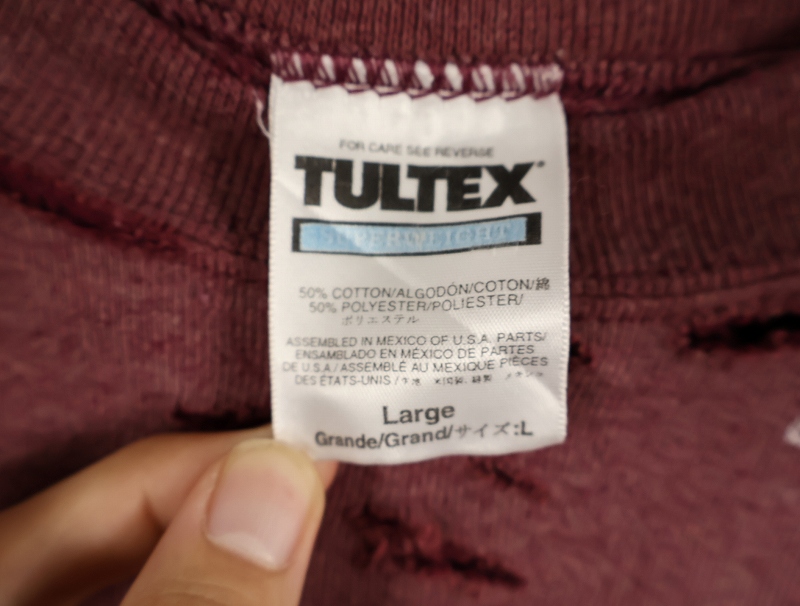 FOR CARE SEE REVERSE
TULTEX
SUPERWEIGHT
50% COTTON/ALGODÓN/COTON/綿
50% POLYESTER/POLIESTER/
ポリエステル
ASSEMBLED IN MEXICO OF U.S.A. PARTS/
ENSAMBLADO EN MÉXICO DE PARTES
DE U.S.A./ASSEMBLÉ AU MEXIQUE PIÈCES
DES ÉTATS-UNIS/
Large
Grande/Grand/サイズ:L